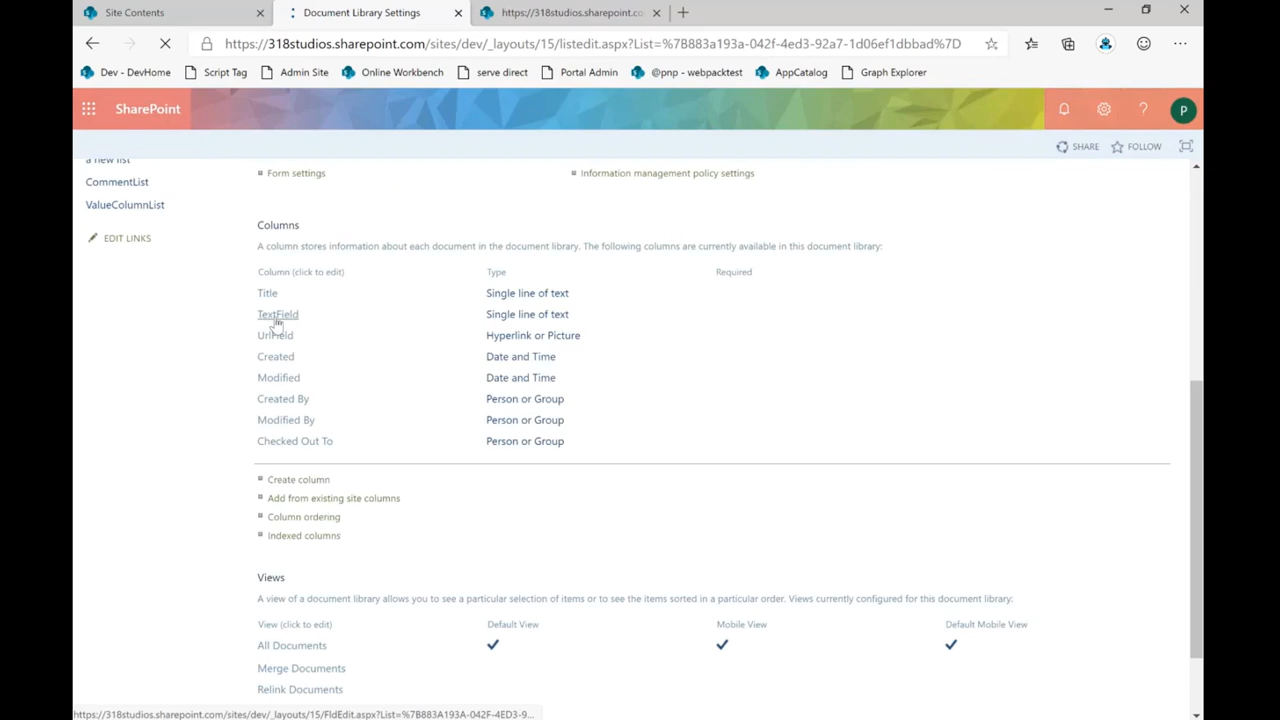 Site Contents
Document Library Settings
https://318studios.sharepoint.co
https://318studios.sharepoint.com/sites/dev/_layouts/15/listedit.aspx?List=%7B883a193a-042f-4ed3-92a7-1d06ef1dbbad%7D
Dev - DevHome Script Tag Admin Site Online Workbench serve direct Portal Admin @pnp - webpacktest AppCatalog Graph Explorer
SharePoint
P
SHARE FOLLOW
a new list
CommentList
ValueColumnList
EDIT LINKS
Form settings Information management policy settings
Columns
A column stores information about each document in the document library. The following columns are currently available in this document library:
Column (click to edit) Type Required
Title Single line of text
TextField Single line of text
UrlField Hyperlink or Picture
Created Date and Time
Modified Date and Time
Created By Person or Group
Modified By Person or Group
Checked Out To Person or Group
Create column
Add from existing site columns
Column ordering
Indexed columns
Views
A view of a document library allows you to see a particular selection of items or to see the items sorted in a particular order. Views currently configured for this document library:
View (click to edit) Default View Mobile View Default Mobile View
All Documents
Merge Documents
Relink Documents
https://318studios.sharepoint.com/sites/dev/_layouts/15/FldEdit.aspx?List=%7B883A193A-042F-4ED3-9...